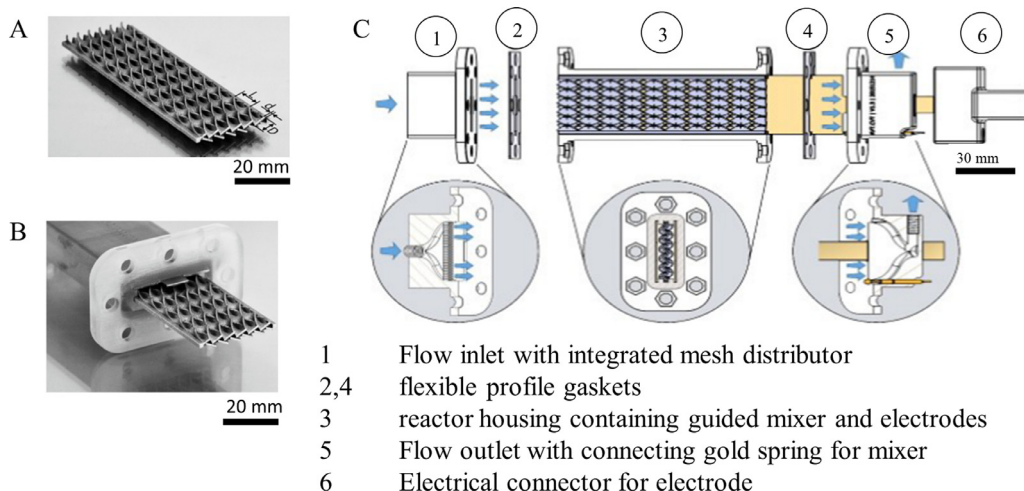 A
20 mm
B
20 mm
C
1
2
3
4
5
6
30 mm
1 Flow inlet with integrated mesh distributor
2,4 flexible profile gaskets
3 reactor housing containing guided mixer and electrodes
5 Flow outlet with connecting gold spring for mixer
6 Electrical connector for electrode